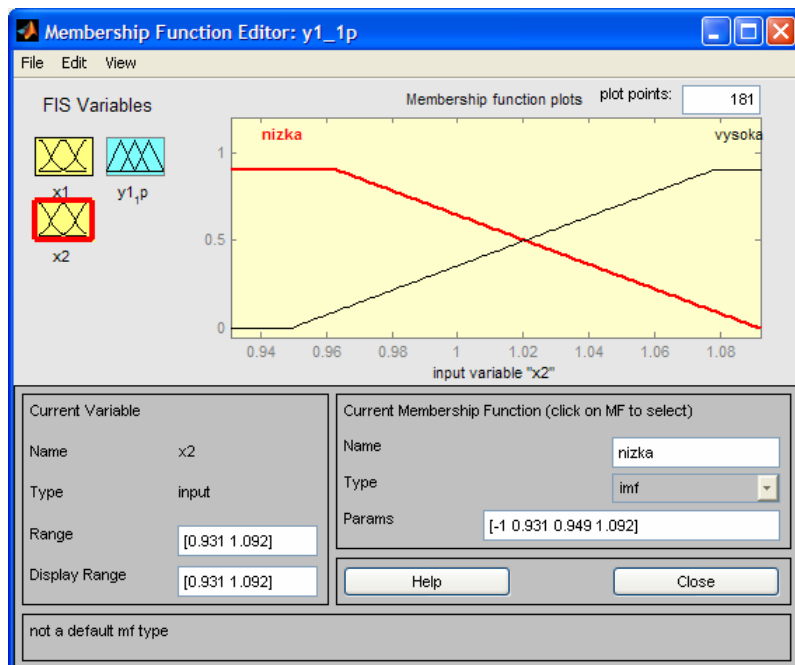 Membership Function Editor: y1_1p
File Edit View
FIS Variables
Membership function plots plot points: 181
x1 y1₁p
x2
nizka vysoka
1
0.5
0
0.94 0.96 0.98 1 1.02 1.04 1.06 1.08
input variable "x2"
Current Variable
Name x2
Type input
Range [0.931 1.092]
Display Range [0.931 1.092]
Current Membership Function (click on MF to select)
Name nizka
Type imf
Params [-1 0.931 0.949 1.092]
Help Close
not a default mf type